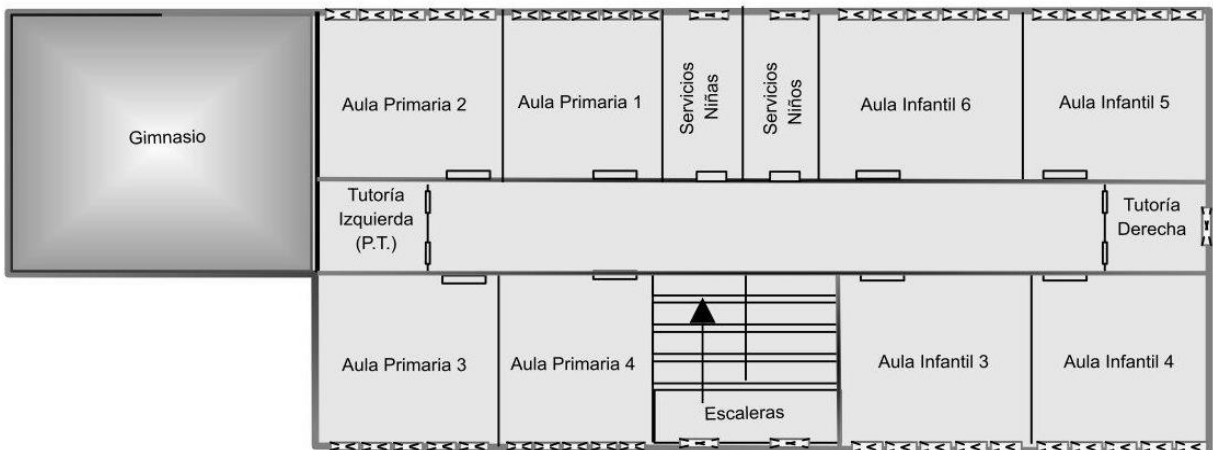 Gimnasio
Aula Primaria 2
Aula Primaria 1
Servicios
Niñas
Servicios
Niños
Aula Infantil 6
Aula Infantil 5
Tutoría
Izquierda
(P.T.)
Tutoría
Derecha
Aula Primaria 3
Aula Primaria 4
Escaleras
Aula Infantil 3
Aula Infantil 4